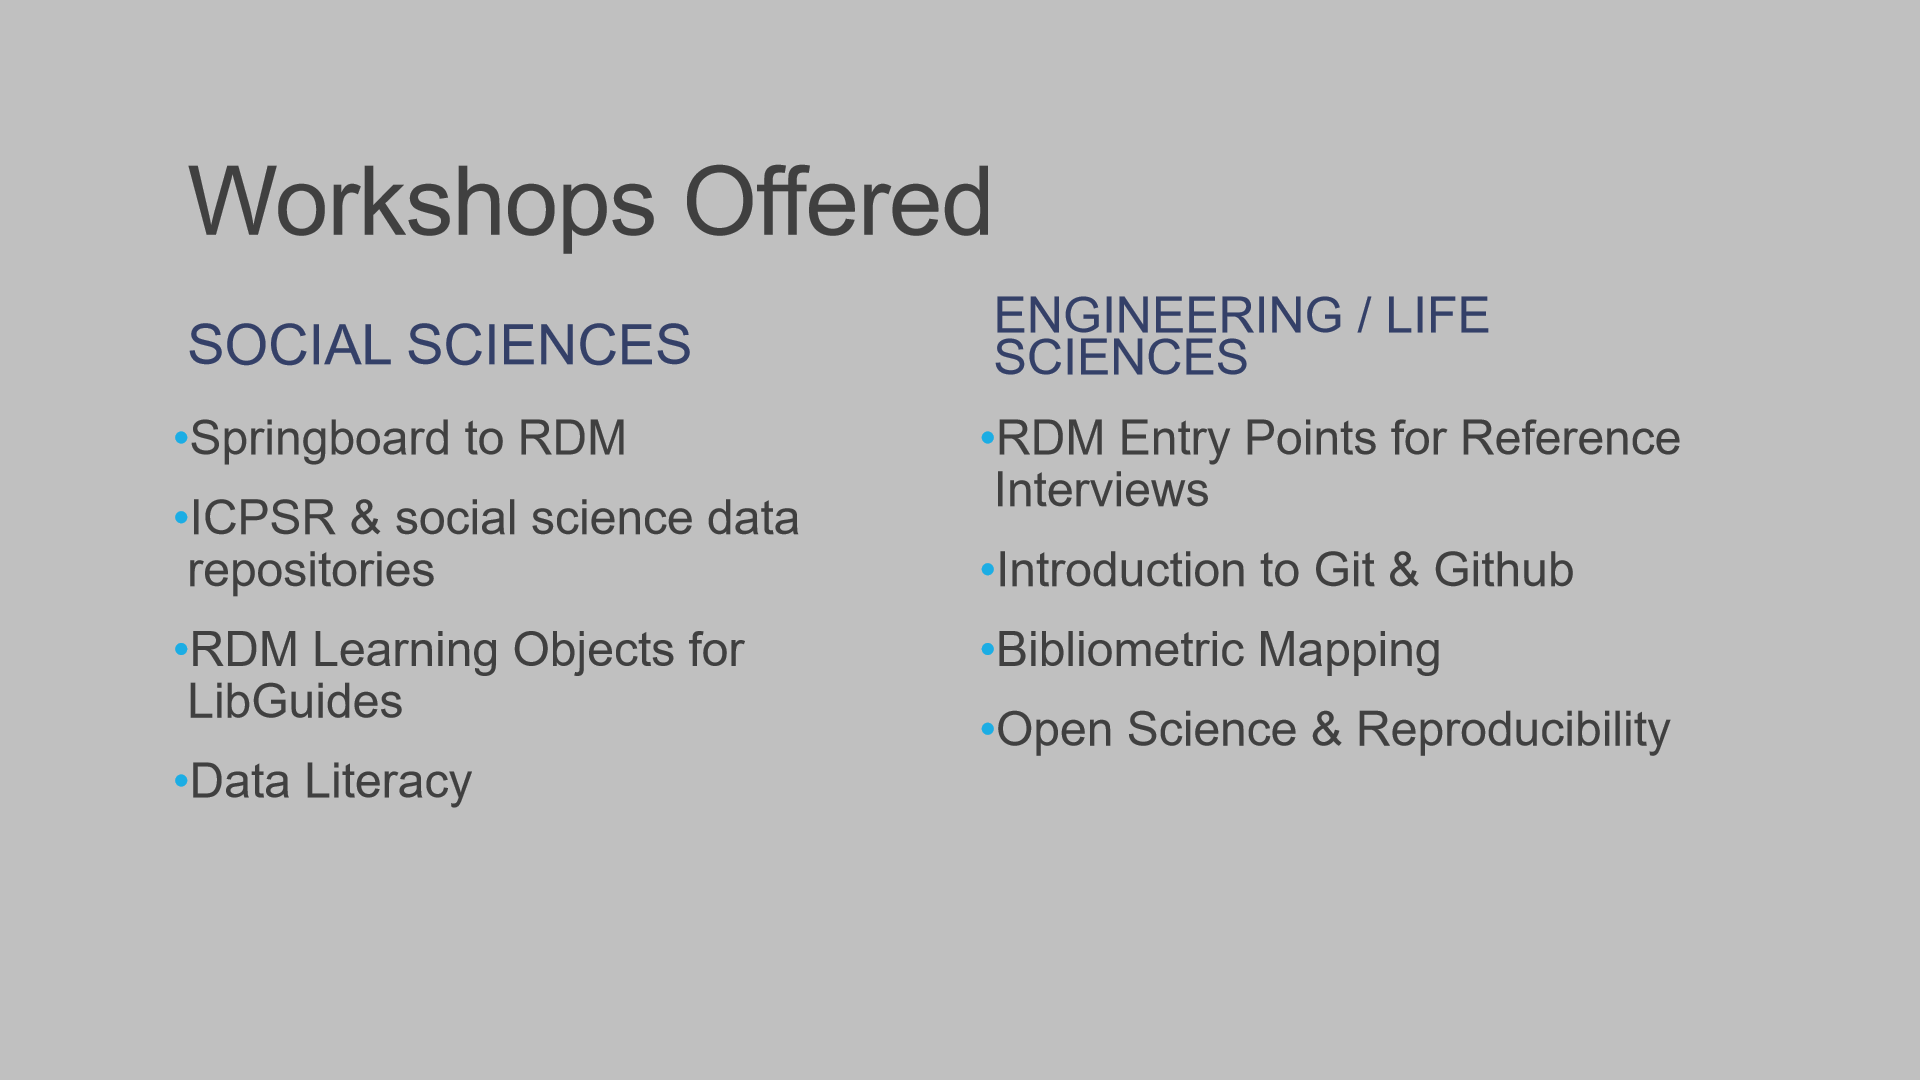 Workshops Offered
SOCIAL SCIENCES
•Springboard to RDM
•ICPSR & social science data
repositories
•RDM Learning Objects for
LibGuides
•Data Literacy
ENGINEERING / LIFE
SCIENCES
•RDM Entry Points for Reference
Interviews
•Introduction to Git & Github
•Bibliometric Mapping
•Open Science & Reproducibility